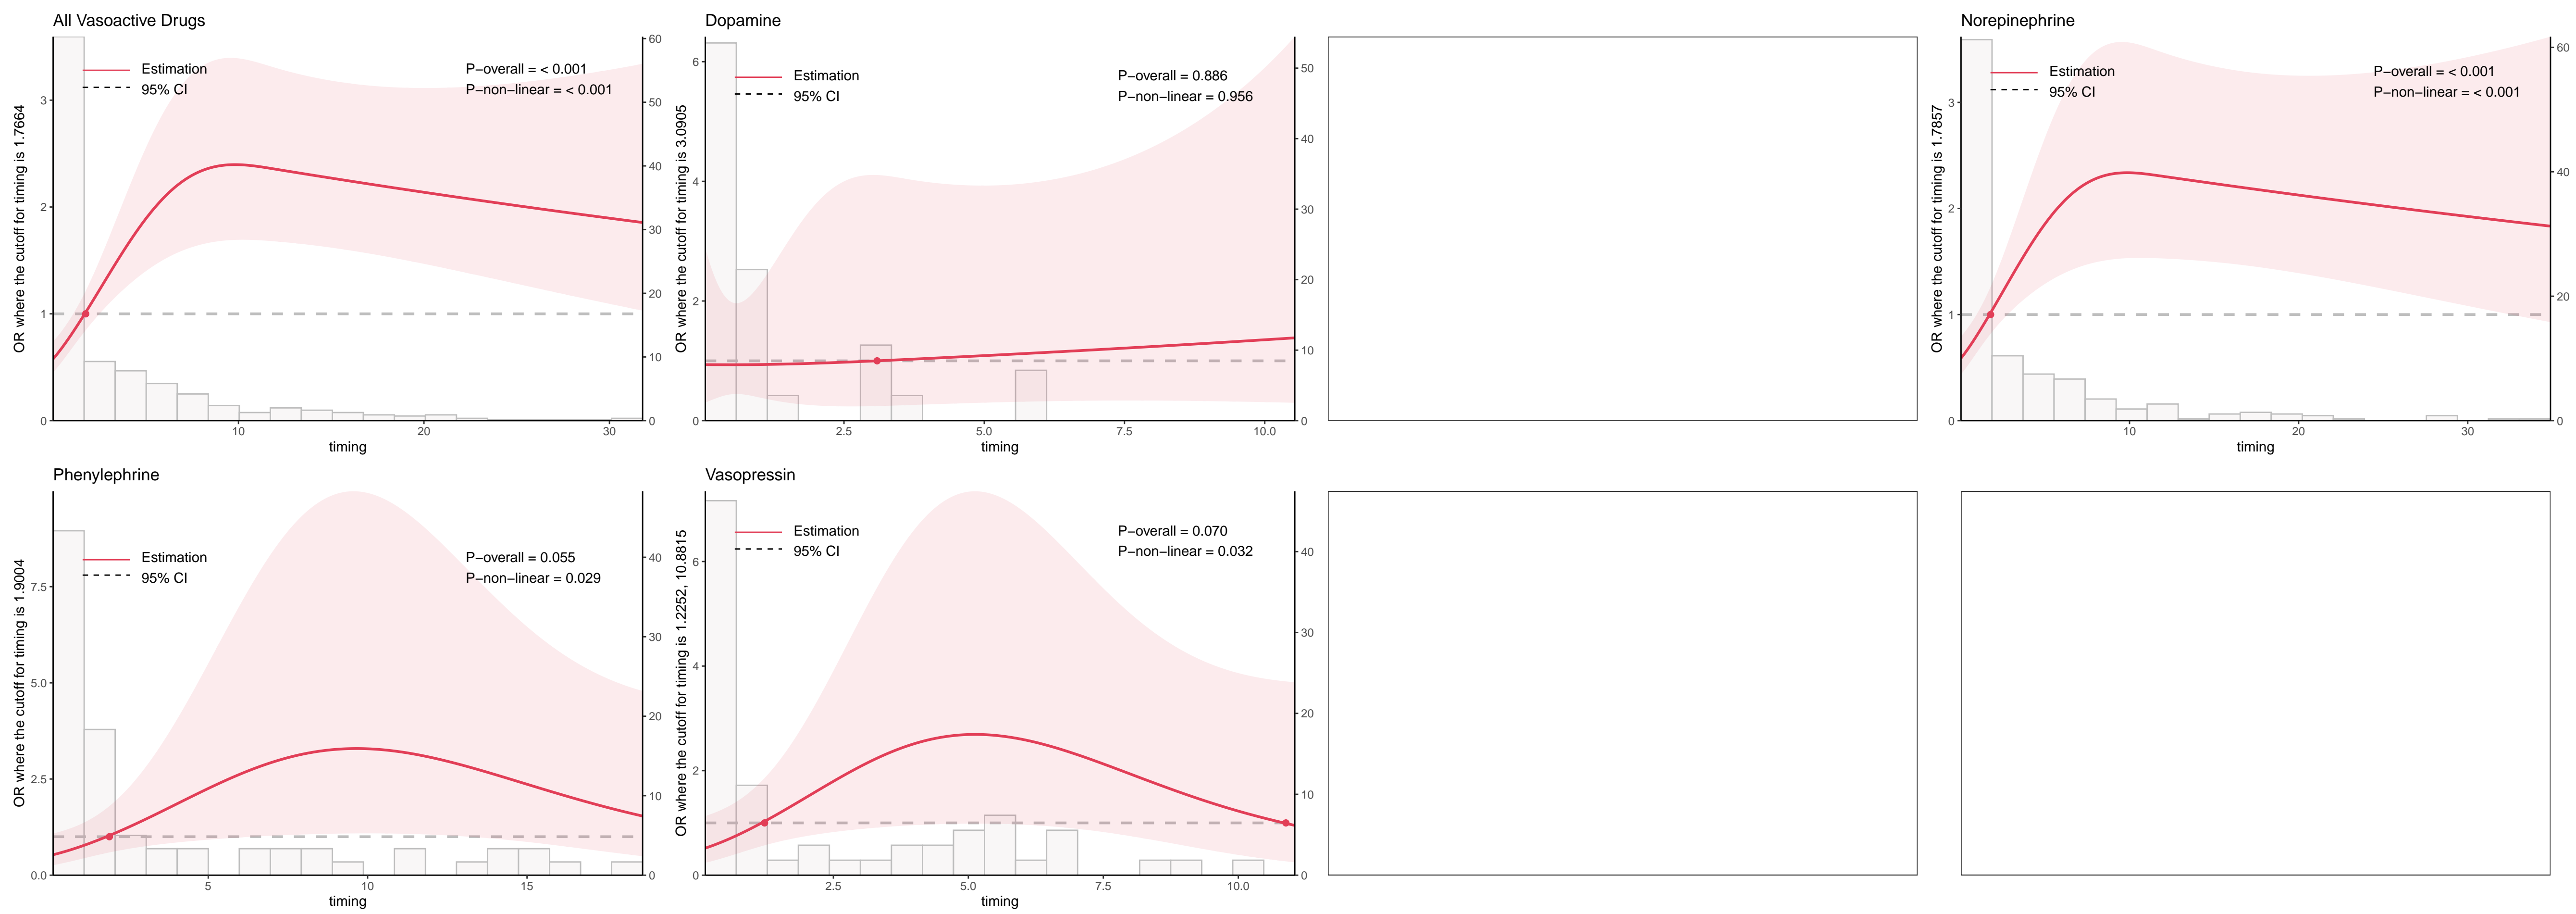 All Vasoactive Drugs
OR where the cutoff for timing is 1.7664
Estimation
95% CI
P−overall = < 0.001
P−non−linear = < 0.001
0
1
2
3
0
10
20
30
40
50
60
10
20
30
timing
Dopamine
OR where the cutoff for timing is 3.0905
Estimation
95% CI
P−overall = 0.886
P−non−linear = 0.956
0
2
4
6
0
10
20
30
40
50
2.5
5.0
7.5
10.0
timing
Norepinephrine
OR where the cutoff for timing is 1.7857
Estimation
95% CI
P−overall = < 0.001
P−non−linear = < 0.001
0
1
2
3
0
20
40
60
10
20
30
timing
Phenylephrine
OR where the cutoff for timing is 1.9004
Estimation
95% CI
P−overall = 0.055
P−non−linear = 0.029
0.0
2.5
5.0
7.5
0
10
20
30
40
5
10
15
timing
Vasopressin
OR where the cutoff for timing is 1.2252, 10.8815
Estimation
95% CI
P−overall = 0.070
P−non−linear = 0.032
0
2
4
6
0
10
20
30
40
2.5
5.0
7.5
10.0
timing